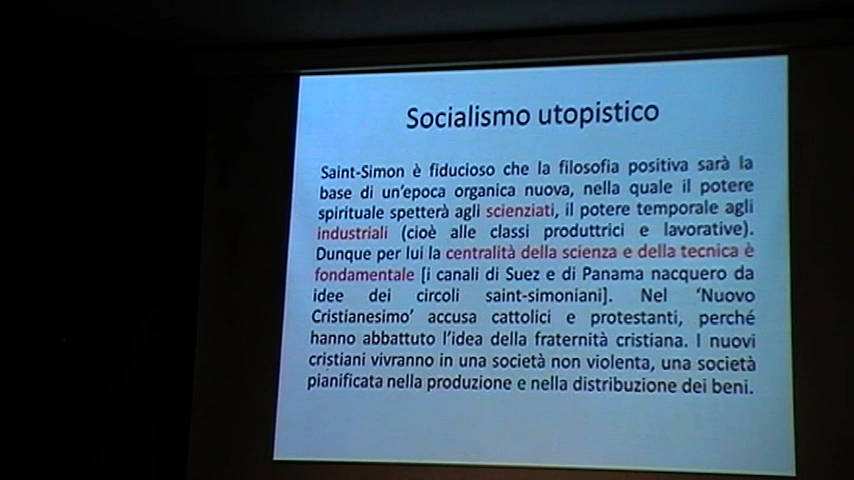 Socialismo utopistico
Saint-Simon è fiducioso che la filosofia positiva sarà la
base di un'epoca organica nuova, nella quale il potere
spirituale spetterà agli scienziati, il potere temporale agli
industriali (cioè alle classi produttrici e lavorative).
Dunque per lui la centralità della scienza e della tecnica è
fondamentale [i canali di Suez e di Panama nacquero da
idee dei circoli saint-simoniani]. Nel ‘Nuovo
Cristianesimo’ accusa cattolici e protestanti, perché
hanno abbattuto l'idea della fraternità cristiana. I nuovi
cristiani vivranno in una società non violenta, una società
pianificata nella produzione e nella distribuzione dei beni.